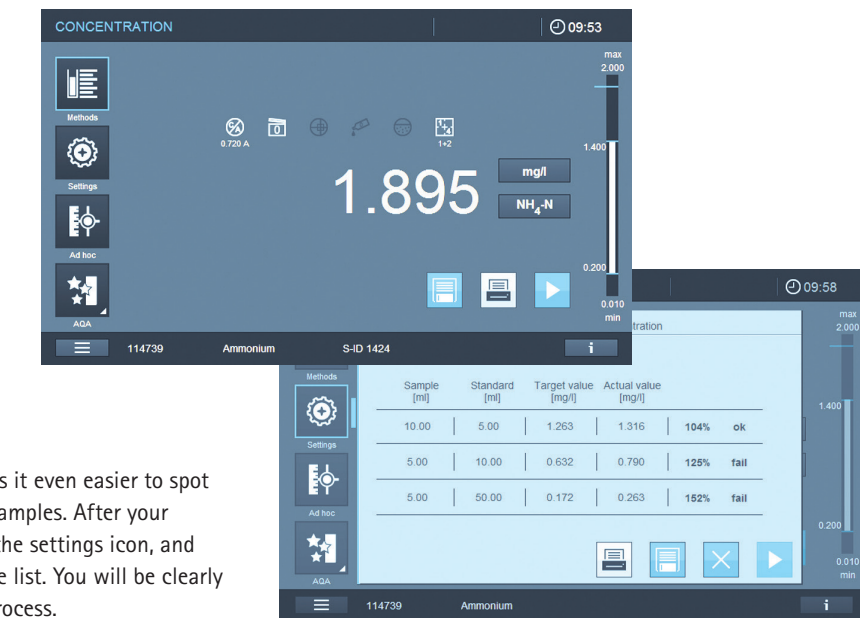 CONCENTRATION 09:53
max
2.000
Methods
0
1+2
0.720 A
1+2
1.400
Settings
1.895
mg/l
NH4-N
Ad hoc
0.200
0.010
min
AQA
114739 Ammonium S-ID 1424 i
09:58
max
2.000
Methods
Sample Standard Target value Actual value
[ml] [ml] [mg/l] [mg/l]
1.400
10.00 5.00 1.263 1.316 104% ok
Settings
5.00 10.00 0.632 0.790 125% fail
5.00 50.00 0.172 0.263 152% fail
Ad hoc
0.200
0.010
min
AQA
114739 Ammonium i
it even easier to spot
After your
the settings icon, and
list. You will be clearly